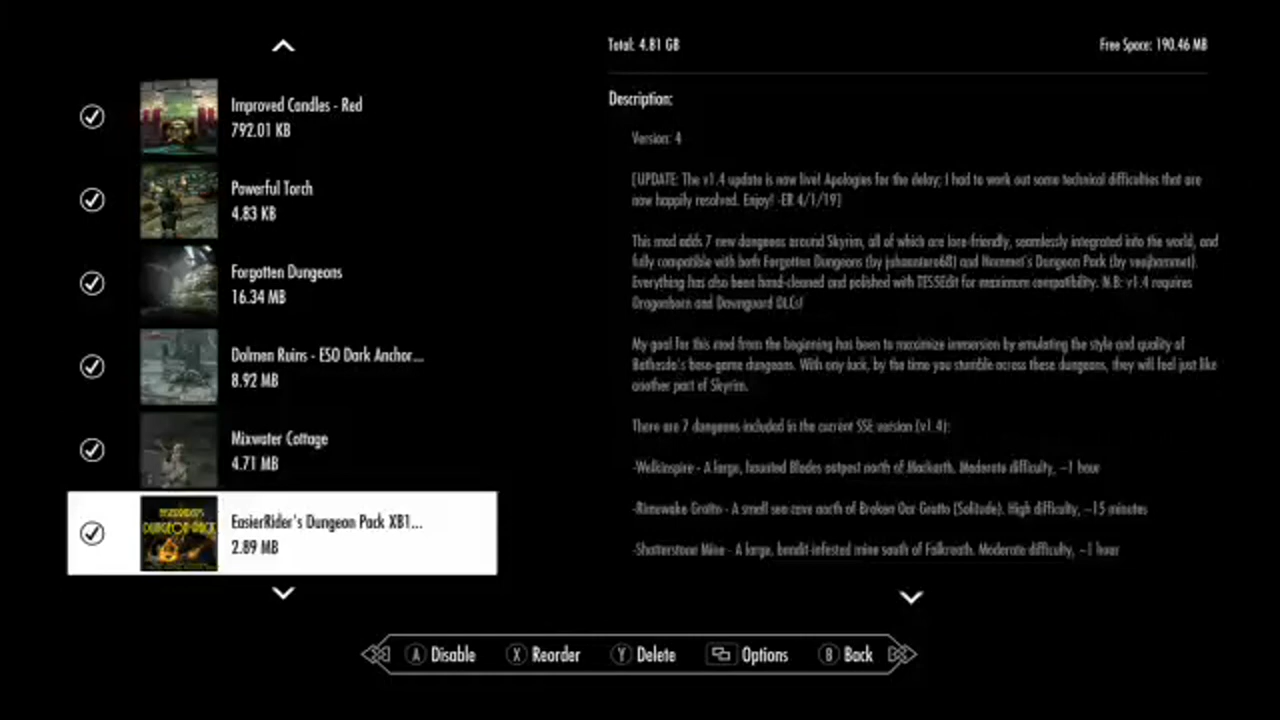 Total: 4.81 GB
Free Space: 190.46 MB
Improved Candles - Red
792.01 KB
Powerful Torch
4.83 KB
Forgotten Dungeons
16.34 MB
Dolmen Ruins - ESO Dark Anchor...
8.92 MB
Mixwater Cottage
4.71 MB
EASIERRIDER'S
DUNGEON PACK
EasierRider's Dungeon Pack XB1...
2.89 MB
Description:
Version: 4
[UPDATE: The v1.4 update is now live! Apologies for the delay; I had to work out some technical difficulties that are
now happily resolved. Enjoy! -ER 4/1/19]
This mod adds 7 new dungeons around Skyrim, all of which are lore-friendly, seamlessly integrated into the world, and
fully compatible with both Forgotten Dungeons (by and Hammet's Dungeon Pack (by
Everything has also been hand-cleaned and polished with TES5Edit for maximum compatibility. N.B: v1.4 requires
Dragonborn and Dawnguard DLCs!
My goal for this mod from the beginning has been to maximize immersion by emulating the style and quality of
Bethesda's base-game dungeons. With any luck, by the time you stumble across these dungeons, they will feel just like
another part of Skyrim.
There are 7 dungeons included in the current SSE version (v1.4):
-Welkinspire - A large, haunted Blades outpost north of Markarth. Moderate difficulty, ~1 hour
-Rimewake Grotto - A small sea cave north of Broken Oar Grotto (Solitude). High difficulty, ~15 minutes
-Shatterstone Mine - A large, bandit-infested mine south of Falkreath. Moderate difficulty, ~1 hour
A Disable
X Reorder
Y Delete
Options
B Back